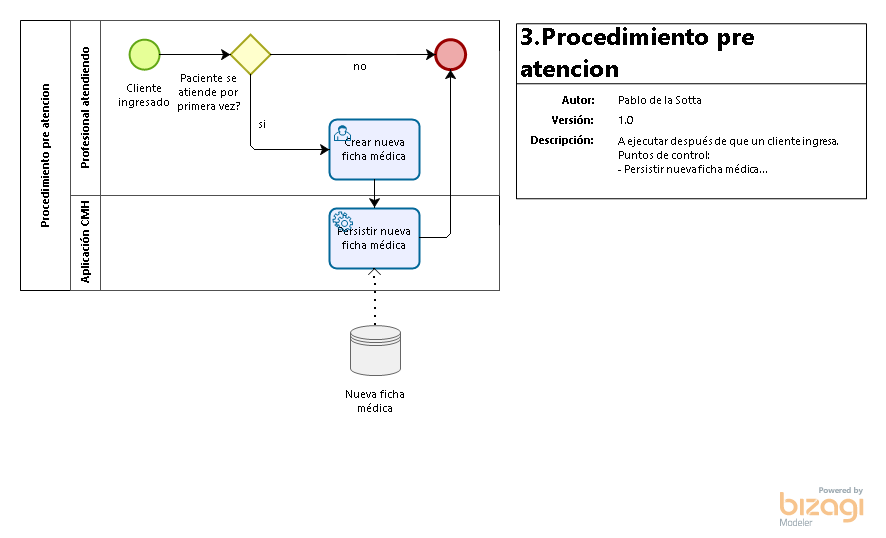 Procedimiento pre atencion
Profesional atendiendo
Aplicación CMH
Cliente
ingresado
Paciente se
atiende por
primera vez?
no
si
Crear nueva
ficha médica
Persistir nueva
ficha médica
Nueva ficha
médica
3.Procedimiento pre
atencion
Autor: Pablo de la Sotta
Versión: 1.0
Descripción: A ejecutar después de que un cliente ingresa.
Puntos de control:
- Persistir nueva ficha médica...
Powered by
bizagi
Modeler